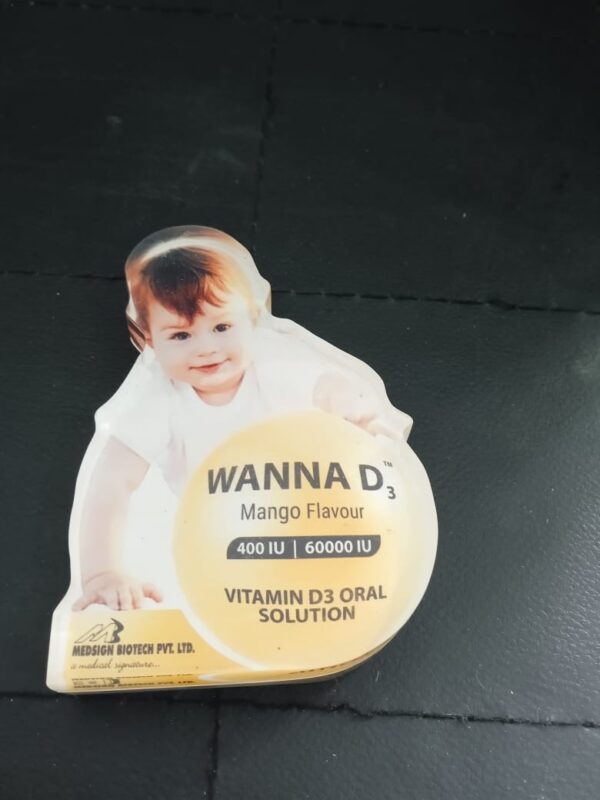 WANNA D3™
Mango Flavour
400 IU | 60000 IU
VITAMIN D3 ORAL
SOLUTION
MEDSIGN BIOTECH PVT. LTD.
a medical signature...